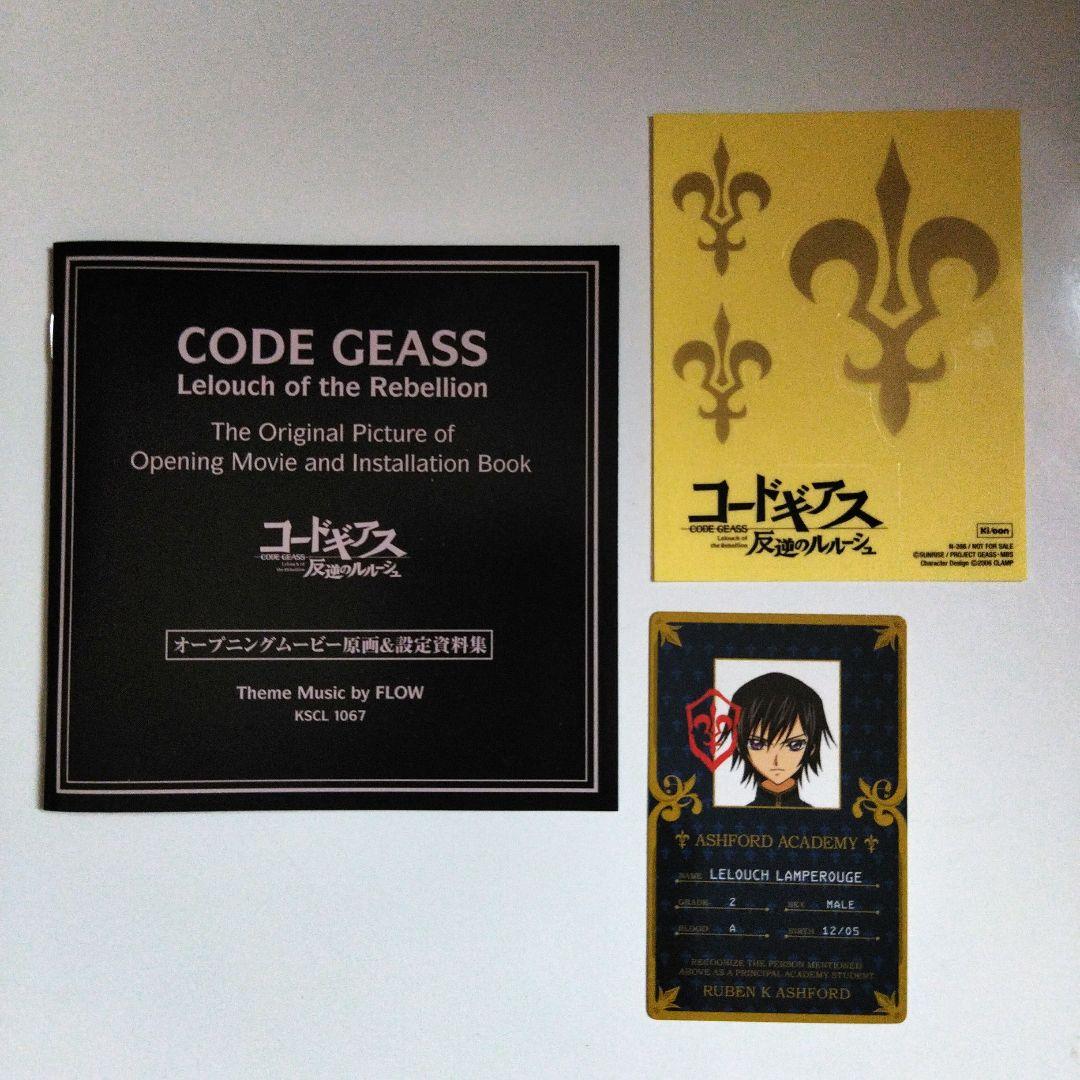 CODE GEASS
Lelouch of the Rebellion
The Original Picture of
Opening Movie and Installation Book
コードギアス
CODE GEASS
Lelouch of
the Rebellion
反逆のルルーシュ
オープニングムービー原画&設定資料集
Theme Music by FLOW
KSCL 1067
コードギアス
CODE GEASS
Lelouch of
the Rebellion
反逆のルルーシュ
Ki/oon
N-266 / NOT FOR SALE
©SUNRISE / PROJECT GEASS・MBS
Character Design ©2006 CLAMP
ASHFORD ACADEMY
NAME LELOUCH LAMPEROUGE
GRADE 2 SEX MALE
BLOOD A BIRTH 12/05
RECOGNIZE THE PERSON MENTIONED
ABOVE AS A PRINCIPAL ACADEMY STUDENT
RUBEN K ASHFORD